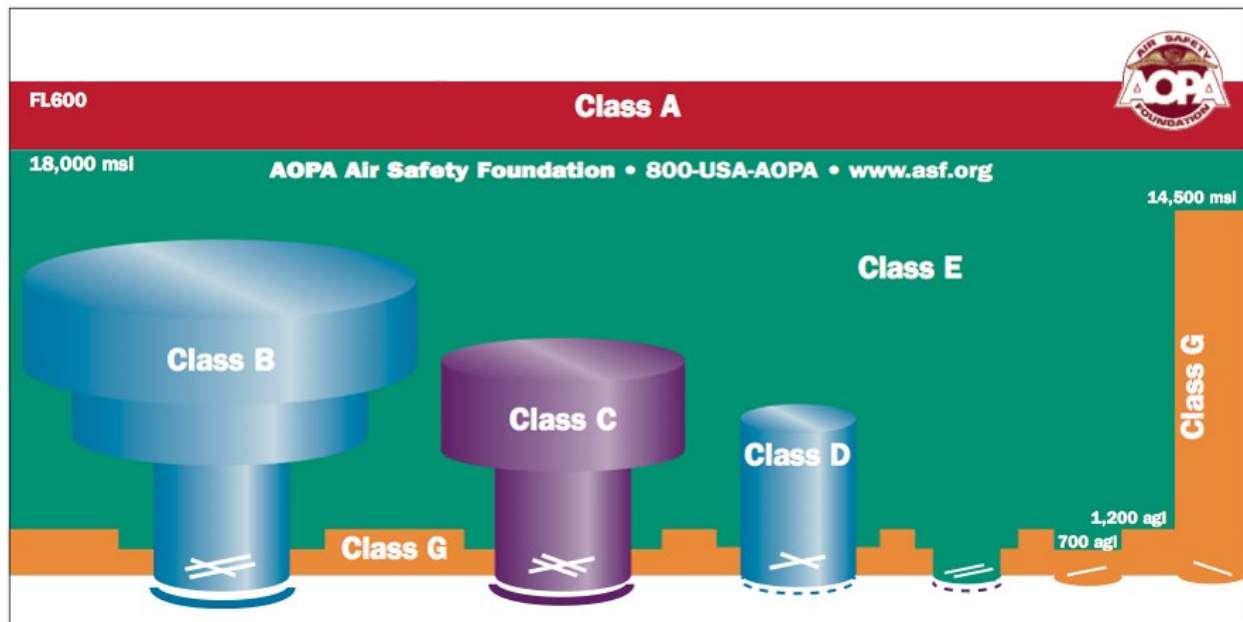 FL600
Class A
AIR SAFETY
AOPA
FOUNDATION
18,000 msl
AOPA Air Safety Foundation • 800-USA-AOPA • www.asf.org
14,500 msl
Class E
Class B
Class C
Class D
Class G
1,200 agl
700 agl
Class G